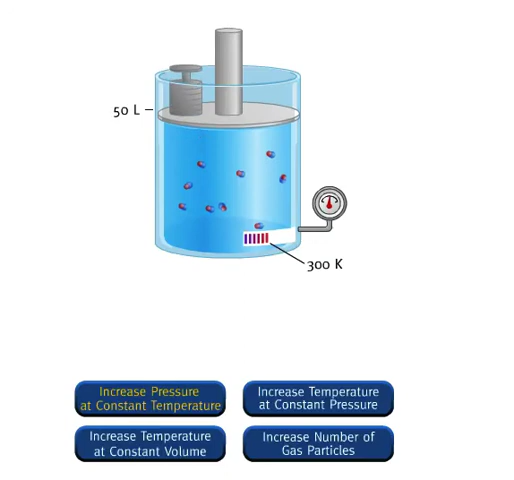 50 L
300 K
Increase Pressure
at Constant Temperature
Increase Temperature
at Constant Pressure
Increase Temperature
at Constant Volume
Increase Number of
Gas Particles